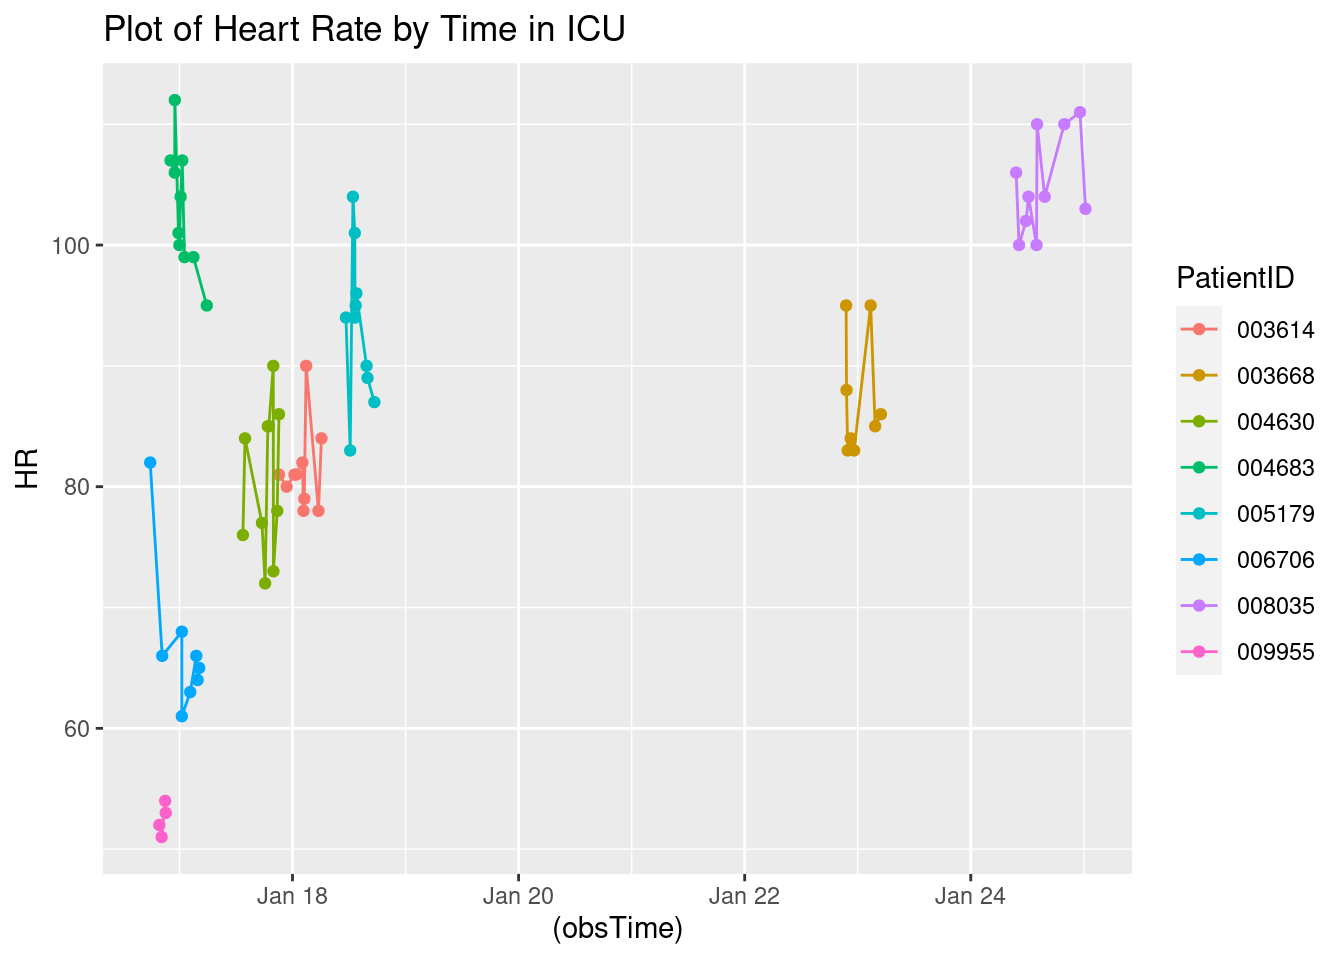 Plot of Heart Rate by Time in ICU
HR
100
80
60
Jan 18
Jan 20
Jan 22
Jan 24
(obsTime)
PatientID
003614
003668
004630
004683
005179
006706
008035
009955